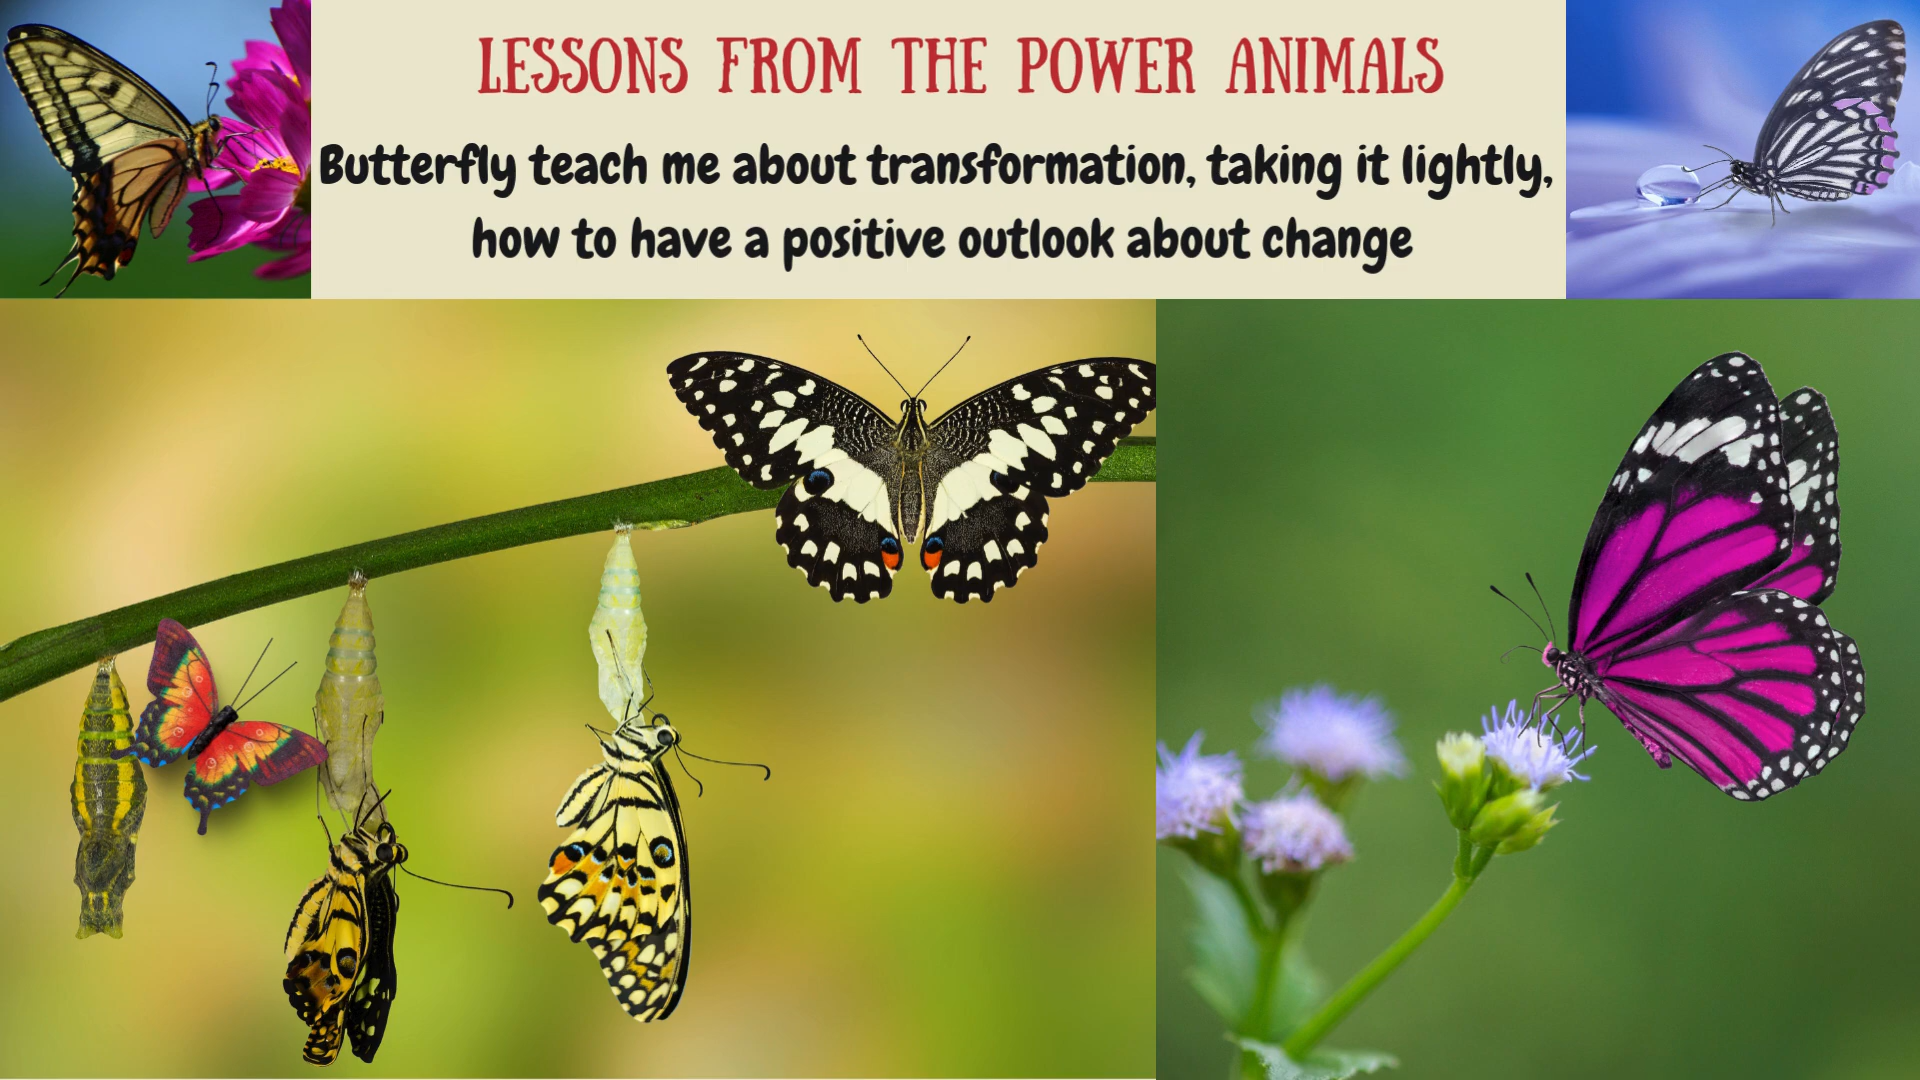 LESSONS FROM THE POWER ANIMALS
Butterfly teach me about transformation, taking it lightly,
how to have a positive outlook about change